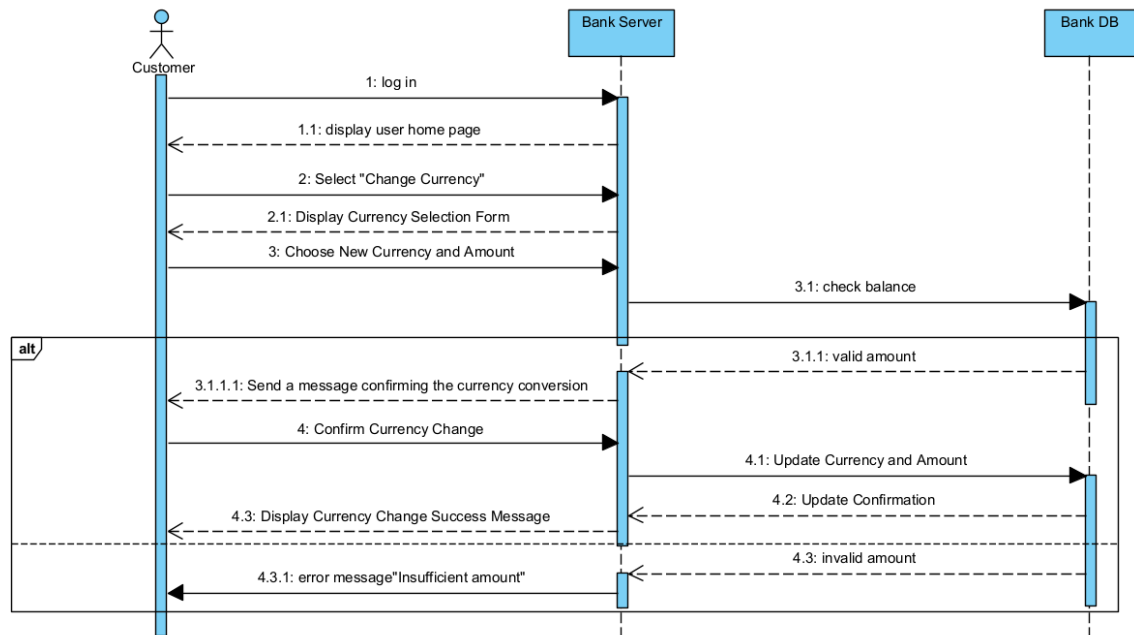 Bank Server
Bank DB
Customer
1: log in
1.1: display user home page
2: Select "Change Currency"
2.1: Display Currency Selection Form
3: Choose New Currency and Amount
3.1: check balance
alt
3.1.1: valid amount
3.1.1.1: Send a message confirming the currency conversion
4: Confirm Currency Change
4.1: Update Currency and Amount
4.2: Update Confirmation
4.3: Display Currency Change Success Message
4.3: invalid amount
4.3.1: error message"Insufficient amount"